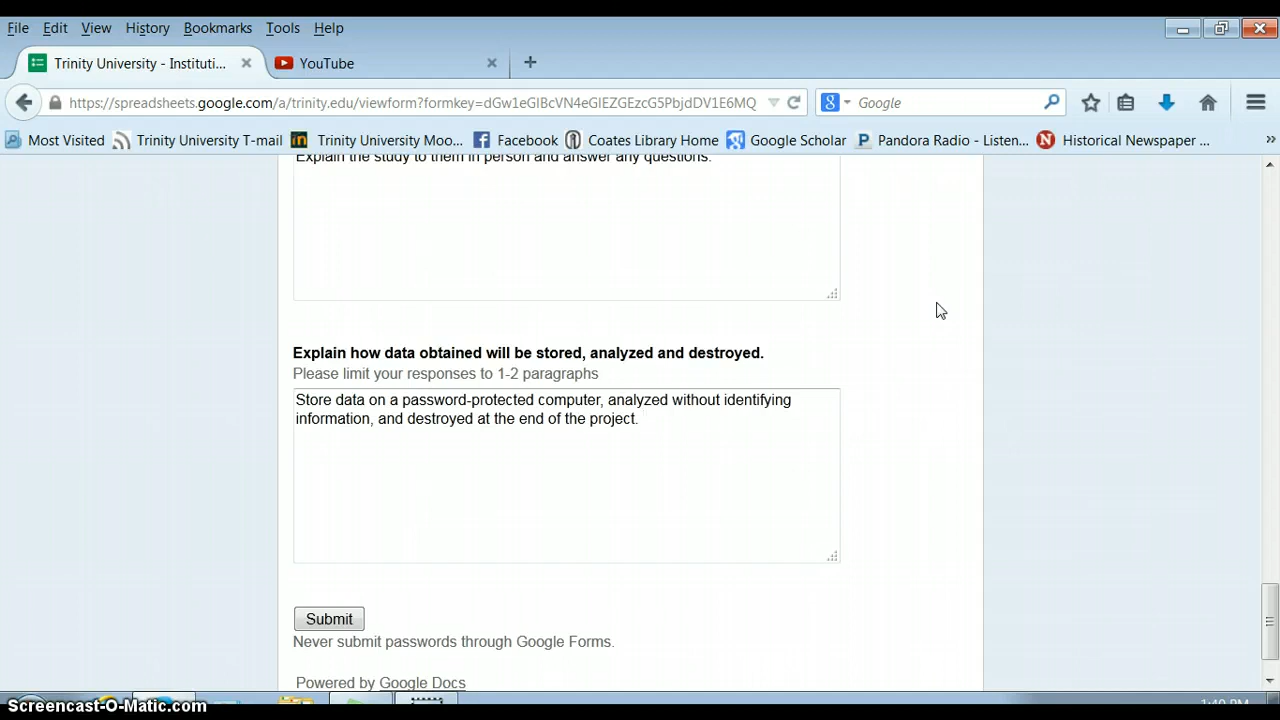 File Edit View History Bookmarks Tools Help
Trinity University - Instituti... YouTube
https://spreadsheets.google.com/a/trinity.edu/viewform?formkey=dGw1eGlBCVN4eGlEZGEzcG5PbjdDV1E6MQ Google
Most Visited Trinity University T-mail Trinity University Moo... Facebook Coates Library Home Google Scholar Pandora Radio - Listen... Historical Newspaper ...
Explain the study to them in person and answer any questions.
Explain how data obtained will be stored, analyzed and destroyed.
Please limit your responses to 1-2 paragraphs
Store data on a password-protected computer, analyzed without identifying
information, and destroyed at the end of the project.
Submit
Never submit passwords through Google Forms.
Powered by Google Docs
Screencast-O-Matic.com 1:49 PM